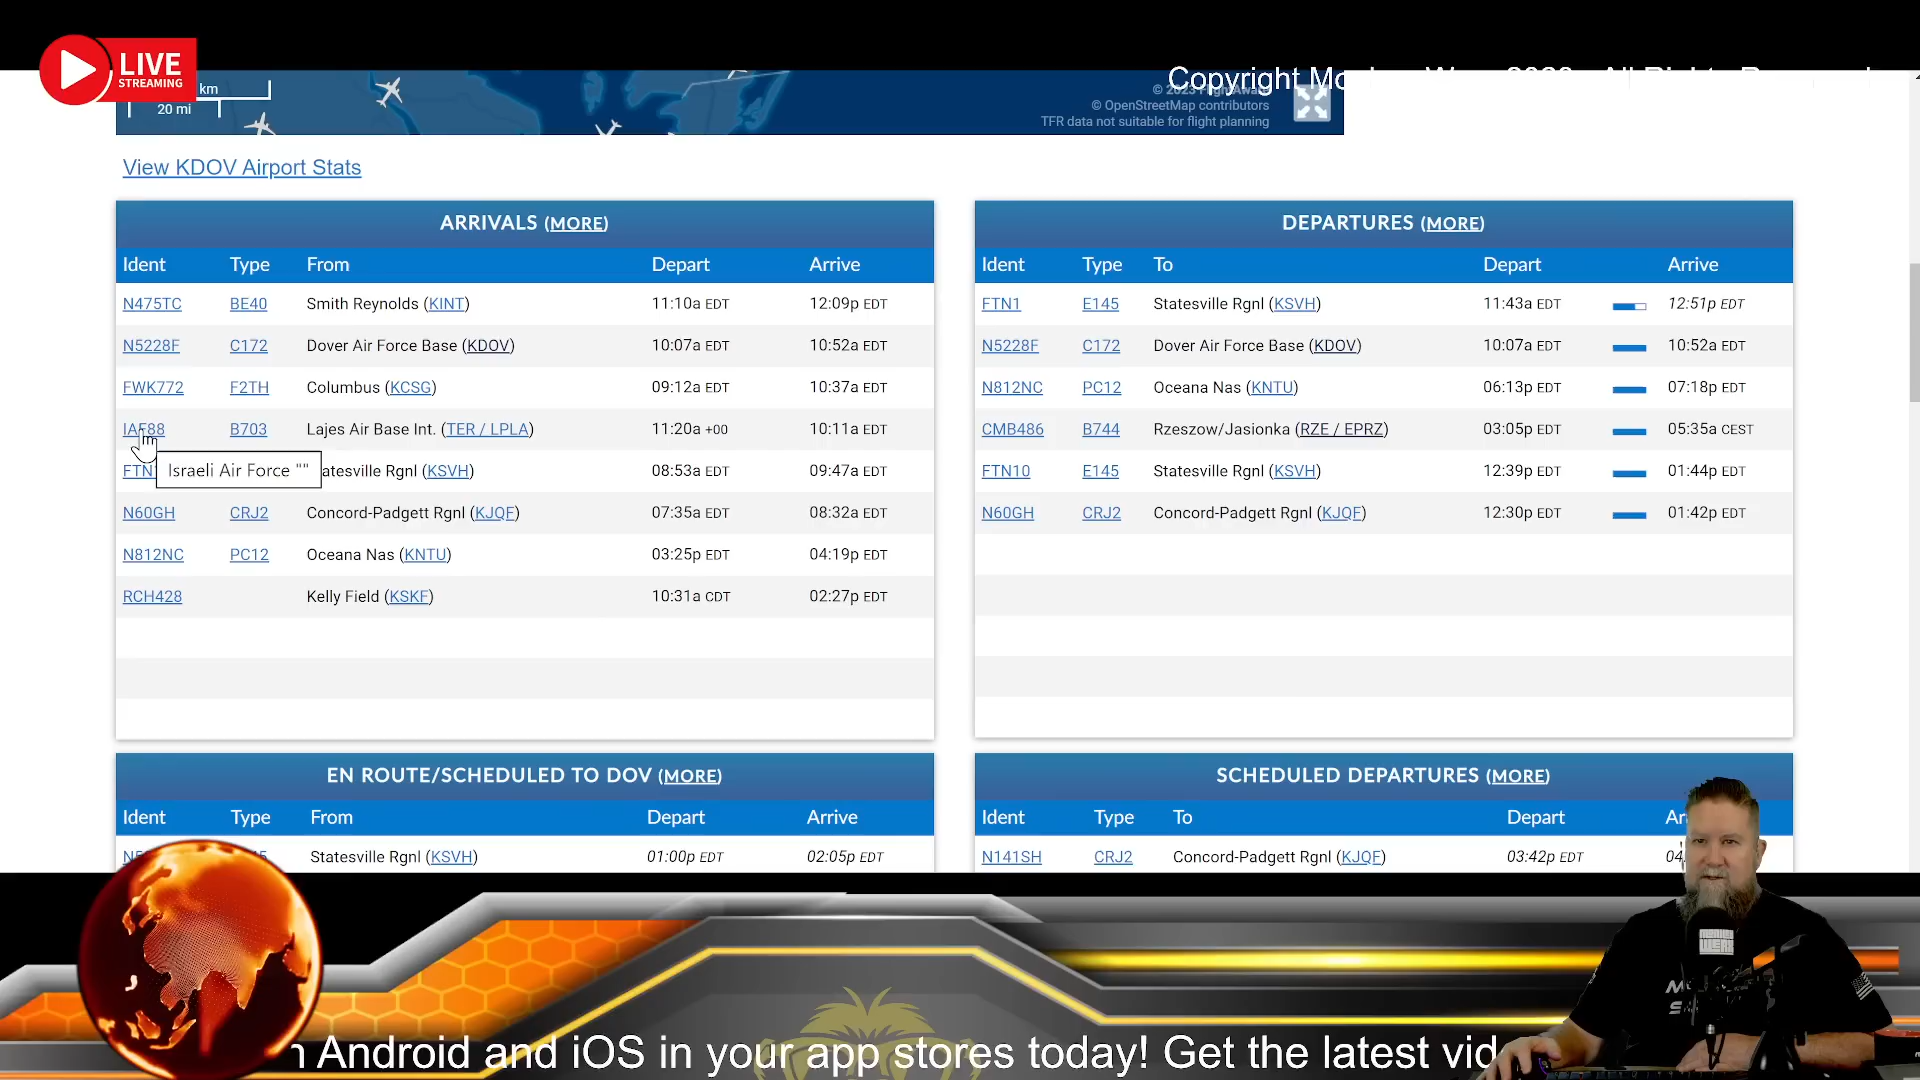 LIVE
STREAMING
km
20 mi
© 2023 FlightAware
© OpenStreetMap contributors
TFR data not suitable for flight planning
Copyright
View KDOV Airport Stats
ARRIVALS (MORE)
Ident Type From Depart Arrive
N475TC BE40 Smith Reynolds (KINT) 11:10a EDT 12:09p EDT
N5228F C172 Dover Air Force Base (KDOV) 10:07a EDT 10:52a EDT
FWK772 F2TH Columbus (KCSG) 09:12a EDT 10:37a EDT
IAF88 B703 Lajes Air Base Int. (TER / LPLA) 11:20a +00 10:11a EDT
FTN atesville Rgnl (KSVH) 08:53a EDT 09:47a EDT
Israeli Air Force ""
N60GH CRJ2 Concord-Padgett Rgnl (KJQF) 07:35a EDT 08:32a EDT
N812NC PC12 Oceana Nas (KNTU) 03:25p EDT 04:19p EDT
RCH428 Kelly Field (KSKF) 10:31a CDT 02:27p EDT
DEPARTURES (MORE)
Ident Type To Depart Arrive
FTN1 E145 Statesville Rgnl (KSVH) 11:43a EDT 12:51p EDT
N5228F C172 Dover Air Force Base (KDOV) 10:07a EDT 10:52a EDT
N812NC PC12 Oceana Nas (KNTU) 06:13p EDT 07:18p EDT
CMB486 B744 Rzeszow/Jasionka (RZE / EPRZ) 03:05p EDT 05:35a CEST
FTN10 E145 Statesville Rgnl (KSVH) 12:39p EDT 01:44p EDT
N60GH CRJ2 Concord-Padgett Rgnl (KJQF) 12:30p EDT 01:42p EDT
EN ROUTE/SCHEDULED TO DOV (MORE)
Ident Type From Depart Arrive
Statesville Rgnl (KSVH) 01:00p EDT 02:05p EDT
SCHEDULED DEPARTURES (MORE)
Ident Type To Depart Ar
N141SH CRJ2 Concord-Padgett Rgnl (KJQF) 03:42p EDT 04
n Android and iOS in your app stores today! Get the latest vid